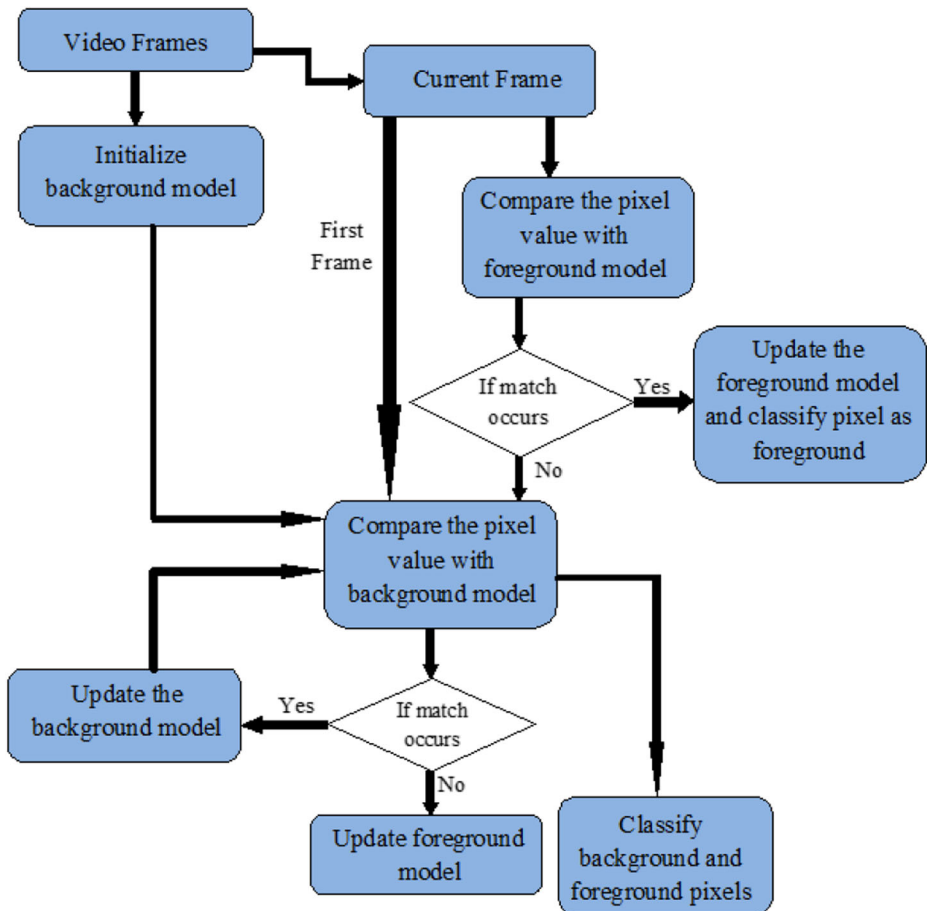 Video Frames
Current Frame
Initialize
background model
First
Frame
Compare the pixel
value with
foreground model
If match
occurs
Yes
Update the
foreground model
and classify pixel as
foreground
No
Compare the pixel
value with
background model
Update the
background model
Yes
If match
occurs
No
Update foreground
model
Classify
background and
foreground pixels